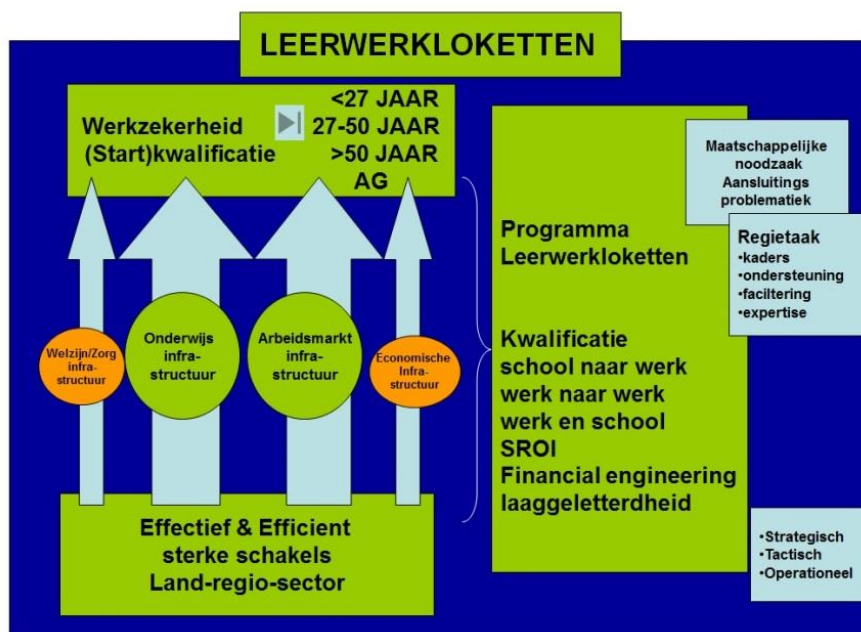 LEERWERKLOKETTEN
Werkzekerheid
(Start)kwalificatie
<27 JAAR
27-50 JAAR
>50 JAAR
AG
Welzijn/Zorg
infra-
structuur
Onderwijs
infra-
structuur
Arbeidsmarkt
infra-
structuur
Economische
Infra-
structuur
Effectief & Efficient
sterke schakels
Land-regio-sector
Programma
Leerwerkloketten
Kwalificatie
school naar werk
werk naar werk
werk en school
SROI
Financial engineering
laaggeletterdheid
Maatschappelijke
noodzaak
Aansluitings
problematiek
Regietaak
•kaders
•ondersteuning
•faciltering
•expertise
•Strategisch
•Tactisch
•Operationeel